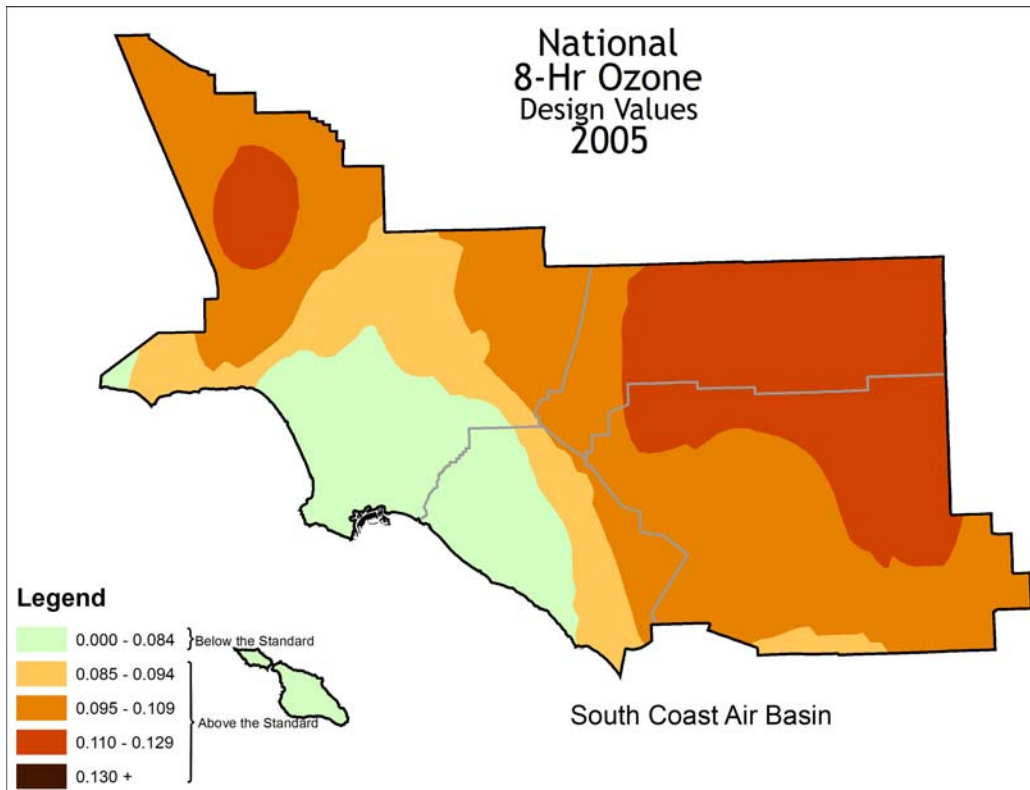 National
8-Hr Ozone
Design Values
2005
Legend
0.000 - 0.084
Below the Standard
0.085 - 0.094
0.095 - 0.109
Above the Standard
0.110 - 0.129
0.130 +
South Coast Air Basin